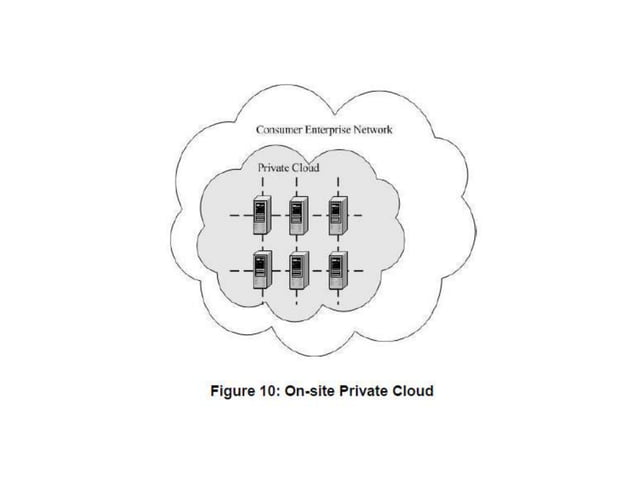 Consumer Enterprise Network
Private Cloud
Figure 10: On-site Private Cloud